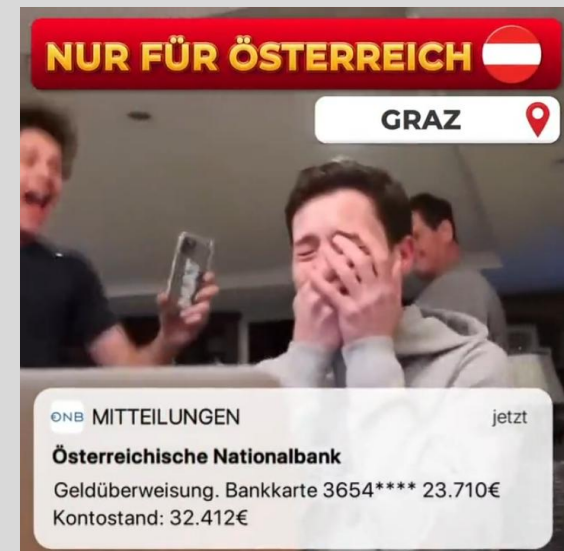 NUR FÜR ÖSTERREICH
GRAZ
ONB MITTEILUNGEN jetzt
Österreichische Nationalbank
Geldüberweisung. Bankkarte 3654**** 23.710€
Kontostand: 32.412€